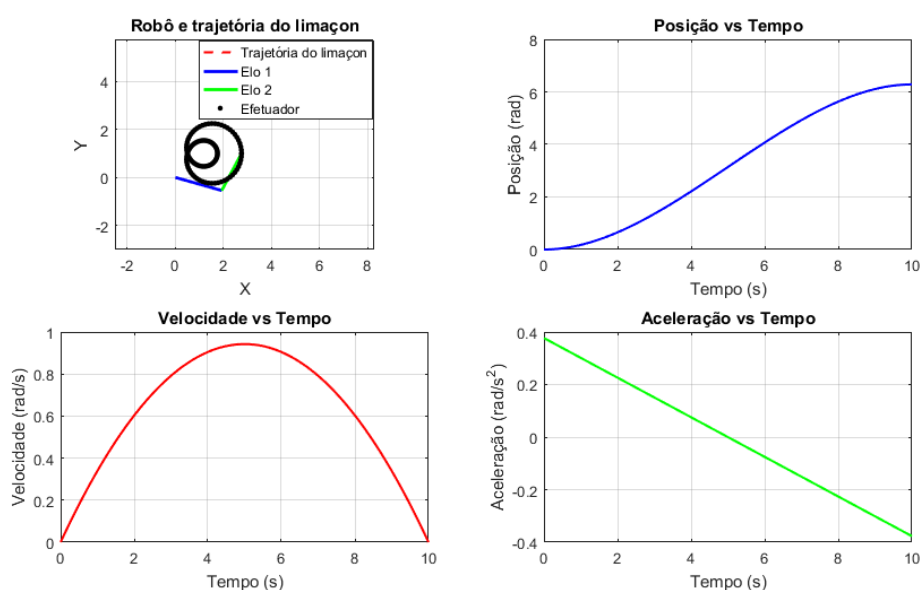 Robô e trajetória do limaçon
Trajetória do limaçon
Elo 1
Elo 2
Efetuador
4
2
0
-2
Y
-2 0 2 4 6 8
X
Posição vs Tempo
8
6
4
2
0
Posição (rad)
0 2 4 6 8 10
Tempo (s)
Velocidade vs Tempo
1
0.8
0.6
0.4
0.2
0
Velocidade (rad/s)
0 2 4 6 8 10
Tempo (s)
Aceleração vs Tempo
0.4
0.2
0
-0.2
-0.4
Aceleração (rad/s²)
0 2 4 6 8 10
Tempo (s)